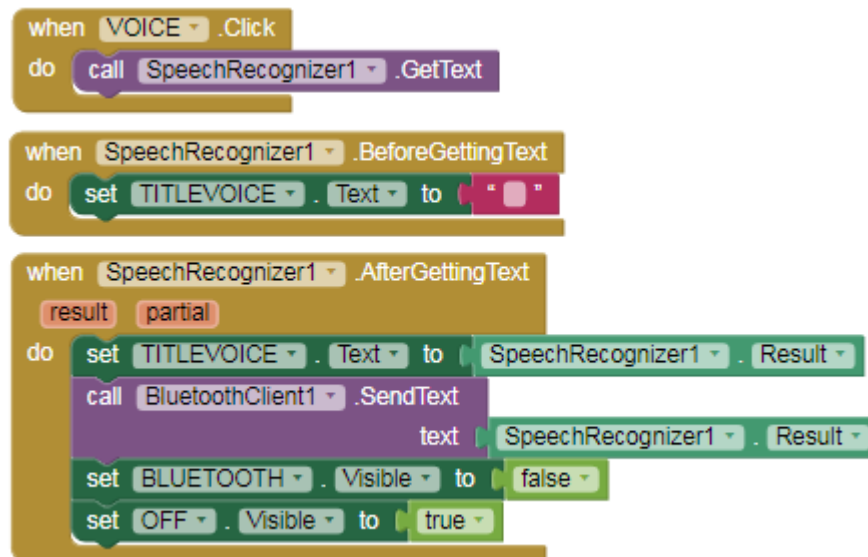 when VOICE .Click
do call SpeechRecognizer1 .GetText
when SpeechRecognizer1 .BeforeGettingText
do set TITLEVOICE . Text to “ ”
when SpeechRecognizer1 .AfterGettingText
result partial
do set TITLEVOICE . Text to SpeechRecognizer1 . Result
call BluetoothClient1 .SendText
text SpeechRecognizer1 . Result
set BLUETOOTH . Visible to false
set OFF . Visible to true